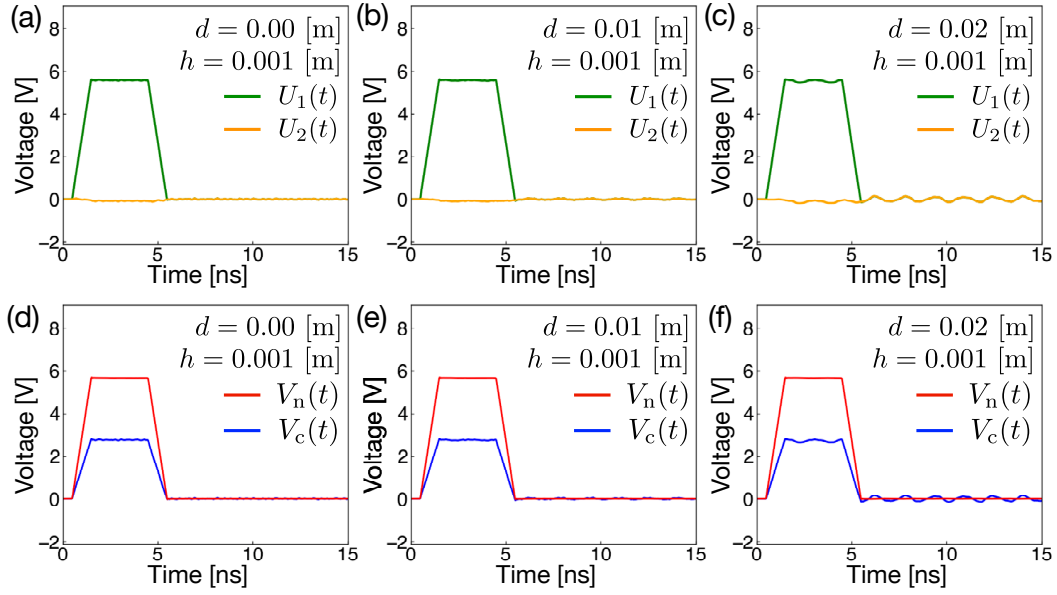 (a)
d = 0.00 [m]
h = 0.001 [m]
U₁(t)
U₂(t)
Voltage [V]
8
6
4
2
0
−2
0
5
10
15
Time [ns]
(b)
d = 0.01 [m]
h = 0.001 [m]
U₁(t)
U₂(t)
Voltage [V]
8
6
4
2
0
−2
0
5
10
15
Time [ns]
(c)
d = 0.02 [m]
h = 0.001 [m]
U₁(t)
U₂(t)
Voltage [V]
8
6
4
2
0
−2
0
5
10
15
Time [ns]
(d)
d = 0.00 [m]
h = 0.001 [m]
Vₙ(t)
V_c(t)
Voltage [V]
8
6
4
2
0
−2
0
5
10
15
Time [ns]
(e)
d = 0.01 [m]
h = 0.001 [m]
Vₙ(t)
V_c(t)
Voltage [V]
8
6
4
2
0
−2
0
5
10
15
Time [ns]
(f)
d = 0.02 [m]
h = 0.001 [m]
Vₙ(t)
V_c(t)
Voltage [V]
8
6
4
2
0
−2
0
5
10
15
Time [ns]